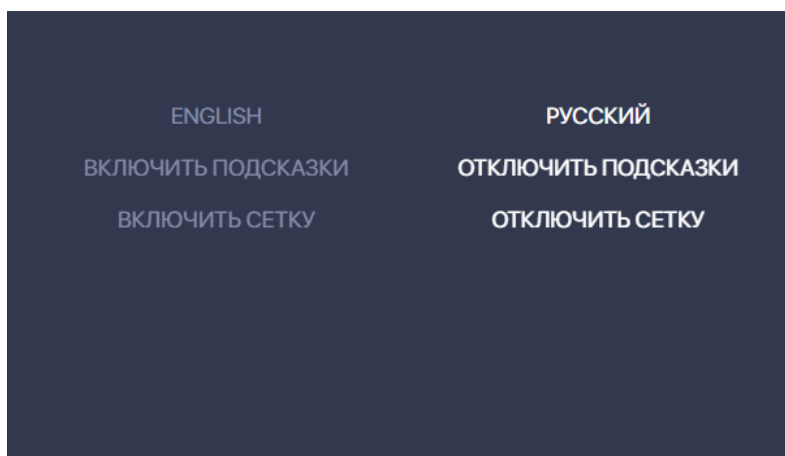 ENGLISH РУССКИЙ
ВКЛЮЧИТЬ ПОДСКАЗКИ ОТКЛЮЧИТЬ ПОДСКАЗКИ
ВКЛЮЧИТЬ СЕТКУ ОТКЛЮЧИТЬ СЕТКУ